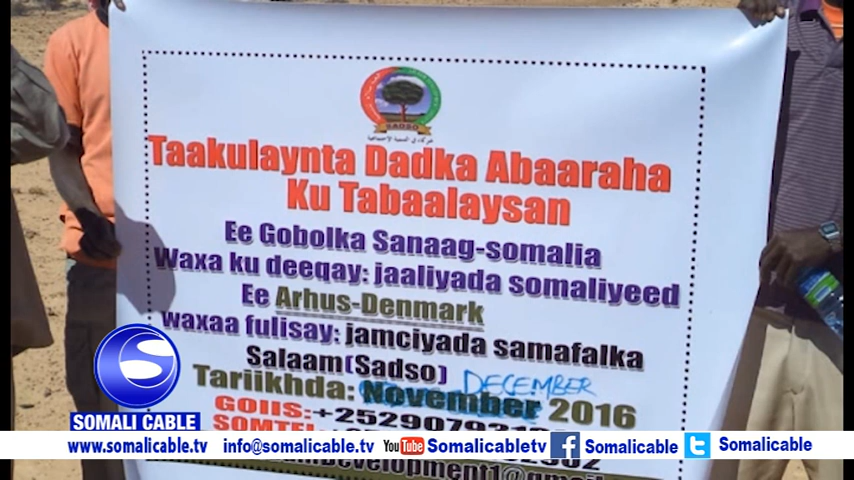 SADSO
Taakulaynta Dadka Abaaraha
Ku Tabaalaysan
Ee Gobolka Sanaag-somalia
Waxa ku deeqay: jaaliyada somaliyeed
Ee Arhus-Denmark
waxaa fulisay: jamciyada samafalka
Salaam(Sadso)
DECEMBER
Tariikhda: November 2016
GOIIS:
SOMTEL
S
SOMALI CABLE
www.somalicable.tv info@somalicable.tv YouTube Somalicabletv f Somalicable t Somalicable